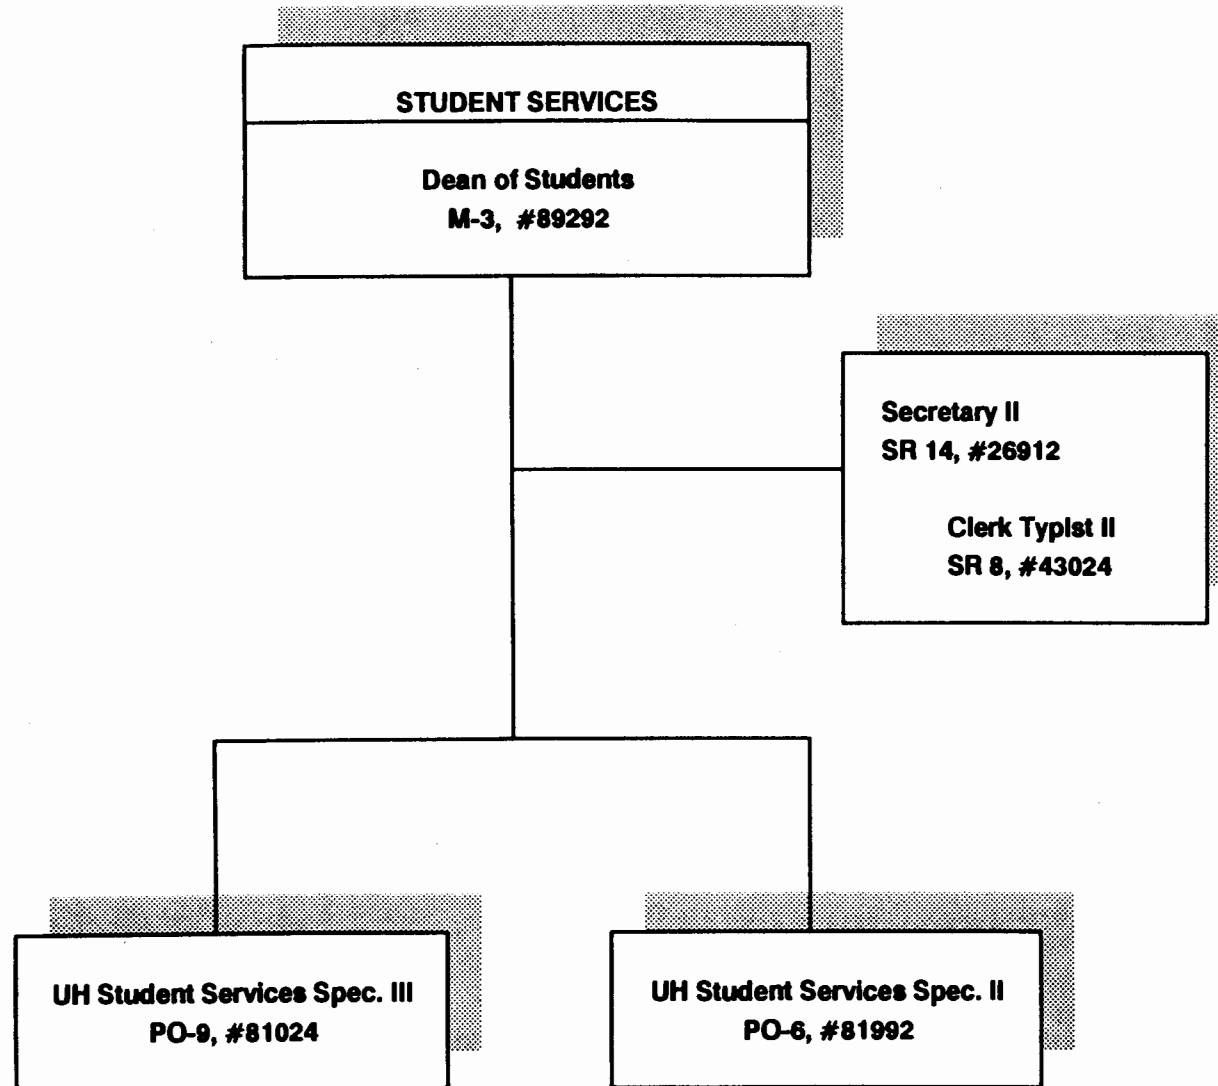 STUDENT SERVICES
Dean of Students
M-3, #89292
Secretary II
SR 14, #26912
Clerk Typist II
SR 8, #43024
UH Student Services Spec. III
PO-9, #81024
UH Student Services Spec. II
PO-6, #81992